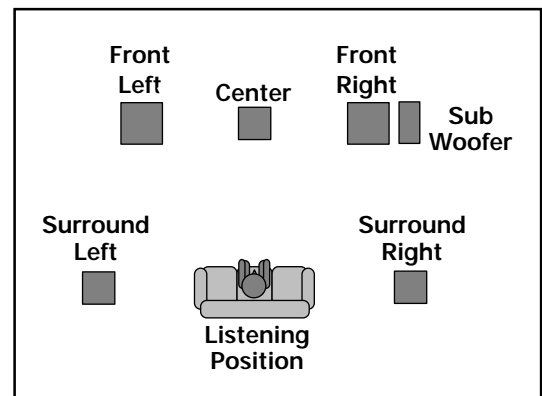 Front
Left
Center
Front
Right
Sub
Woofer
Surround
Left
Surround
Right
Listening
Position